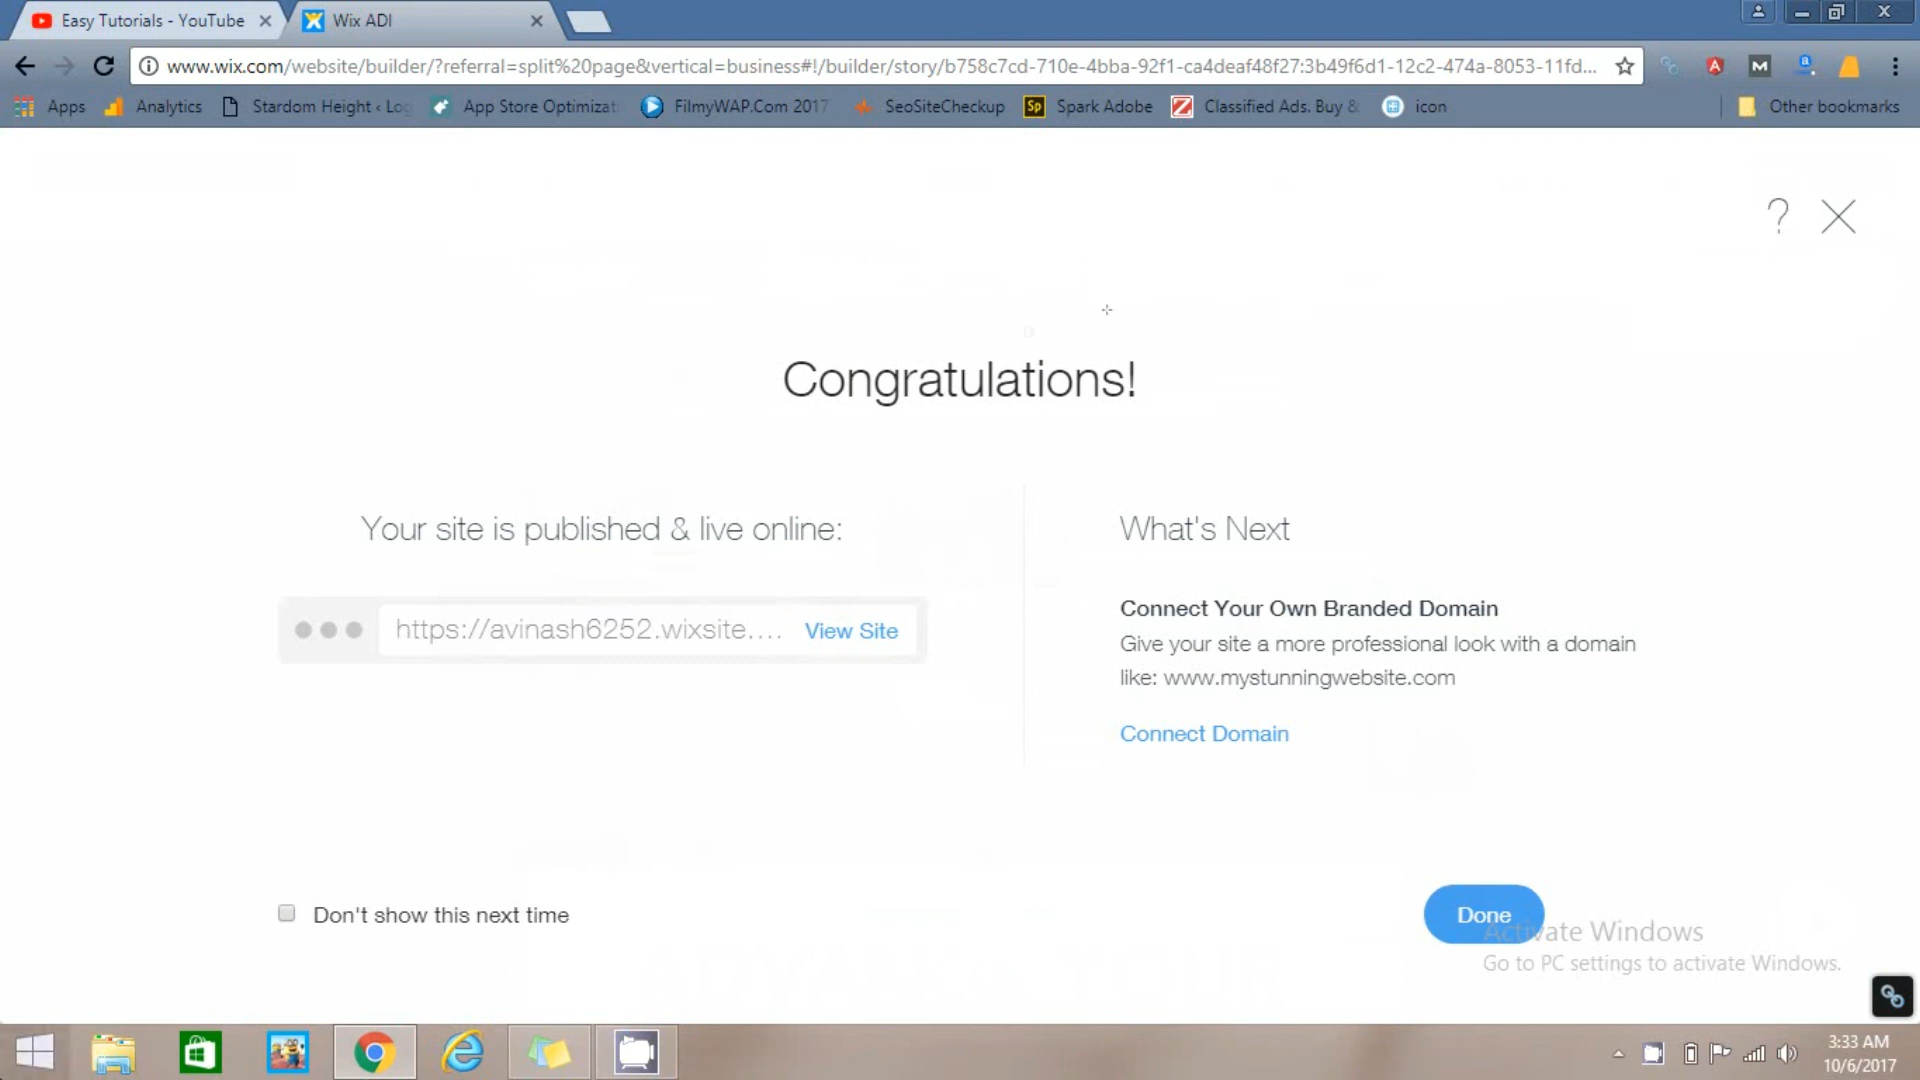 Easy Tutorials - YouTube
Wix ADI
www.wix.com/website/builder/?referral=split%20page&vertical=business#!/builder/story/b758c7cd-710e-4bba-92f1-ca4deaf48f27:3b49f6d1-12c2-474a-8053-11fd...
Apps
Analytics
Stardom Height ‹ Log
App Store Optimizat
FilmyWAP.Com 2017
SeoSiteCheckup
Sp
Spark Adobe
Classified Ads. Buy &
icon
Other bookmarks
?
Congratulations!
Your site is published & live online:
https://avinash6252.wixsite....
View Site
What's Next
Connect Your Own Branded Domain
Give your site a more professional look with a domain
like: www.mystunningwebsite.com
Connect Domain
Don't show this next time
Done
Activate Windows
Go to PC settings to activate Windows.
3:33 AM
10/6/2017